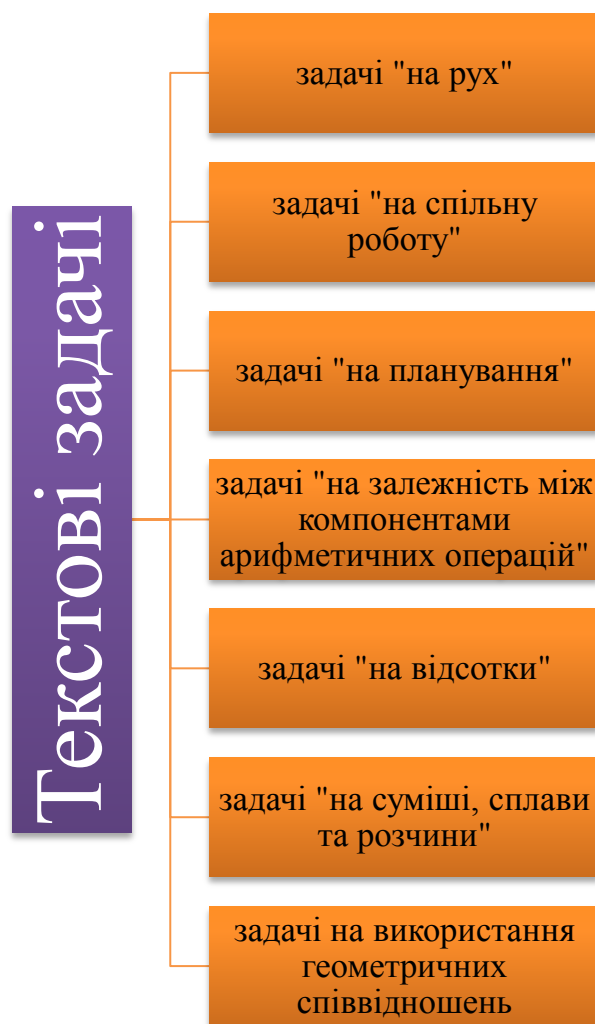 Текстові задачі
задачі "на рух"
задачі "на спільну
роботу"
задачі "на планування"
задачі "на залежність між
компонентами
арифметичних операцій"
задачі "на відсотки"
задачі "на суміші, сплави
та розчини"
задачі на використання
геометричних
співвідношень